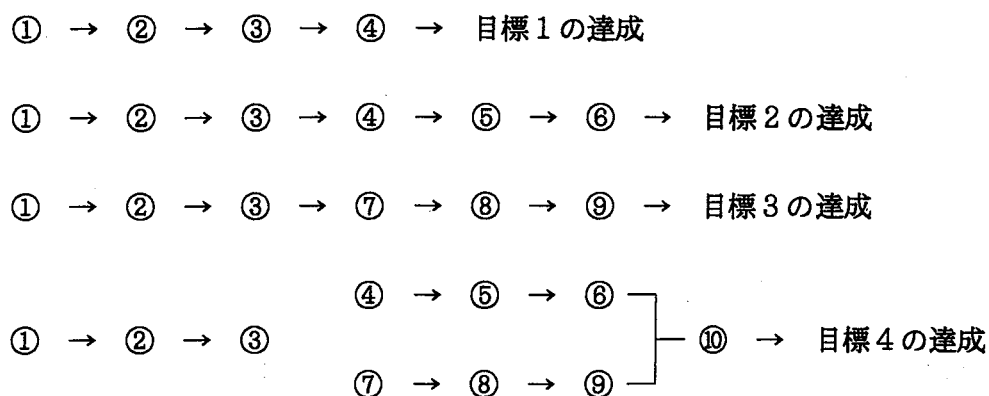 ① → ② → ③ → ④ → 目標1の達成
① → ② → ③ → ④ → ⑤ → ⑥ → 目標2の達成
① → ② → ③ → ⑦ → ⑧ → ⑨ → 目標3の達成
④ → ⑤ → ⑥
① → ② → ③ ⑩ → 目標4の達成
⑦ → ⑧ → ⑨